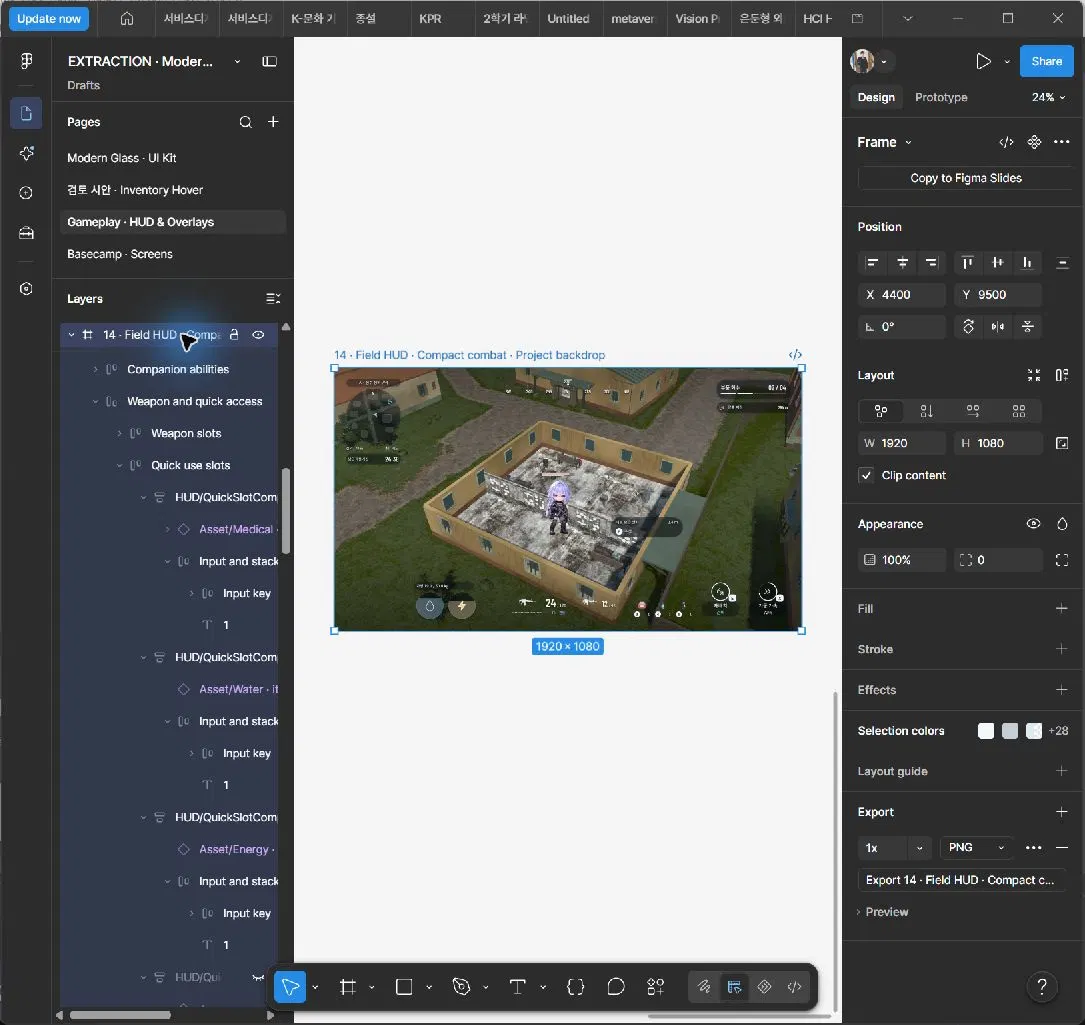 Update now
서비스디
서비스디
K-문화 기
종설
KPR
2학기 라
Untitled
metaver
Vision P
은둔형 외
HCI
EXTRACTION · Moder...
Drafts
Pages
Modern Glass · UI Kit
검토 시안 · Inventory Hover
Gameplay · HUD & Overlays
Basecamp · Screens
Layers
14 · Field HUD · Compa
Companion abilities
Weapon and quick access
Weapon slots
Quick use slots
HUD/QuickSlotCom
Asset/Medical ·
Input and stack
Input key
1
HUD/QuickSlotCom
Asset/Water · it
Input and stack
Input key
1
HUD/QuickSlotCom
Asset/Energy ·
Input and stack
Input key
1
HUD/Qui
14 · Field HUD · Compact combat · Project backdrop
24
12
1920 × 1080
Share
Design
Prototype
24%
Frame
Copy to Figma Slides
Position
X 4400
Y 9500
0°
Layout
W 1920
H 1080
Clip content
Appearance
100%
0
Fill
Stroke
Effects
Selection colors
+28
Layout guide
Export
1x
PNG
Export 14 · Field HUD · Compact c...
Preview
?